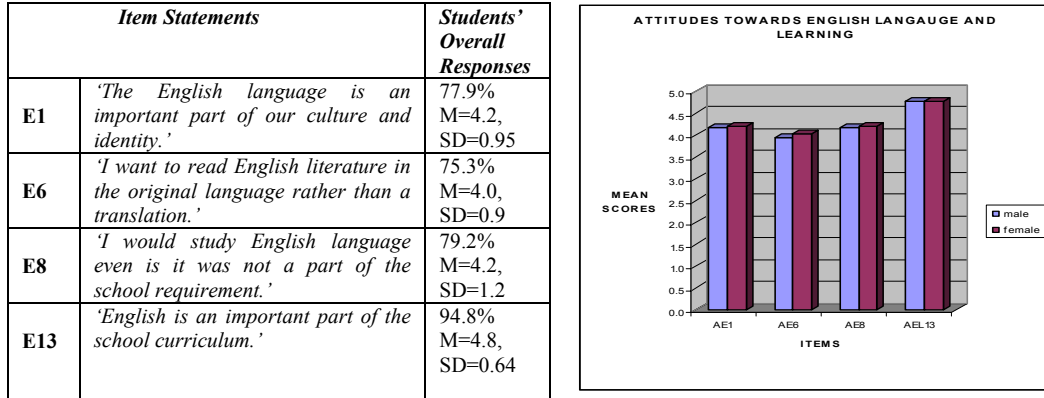 Item Statements
Students'
Overall
Responses
E1
'The English language is an
important part of our culture and
identity.'
77.9%
M=4.2,
SD=0.95
E6
'I want to read English literature in
the original language rather than a
translation.'
75.3%
M=4.0,
SD=0.9
E8
'I would study English language
even is it was not a part of the
school requirement.'
79.2%
M=4.2,
SD=1.2
E13
'English is an important part of the
school curriculum.'
94.8%
M=4.8,
SD=0.64
ATTITUDES TOWARDS ENGLISH LANGAUGE AND
LEARNING
5.0
4.5
4.0
3.5
3.0
2.5
2.0
1.5
1.0
0.5
0.0
MEAN
SCORES
AE1 AE6 AE8 AEL13
ITEMS
male
female